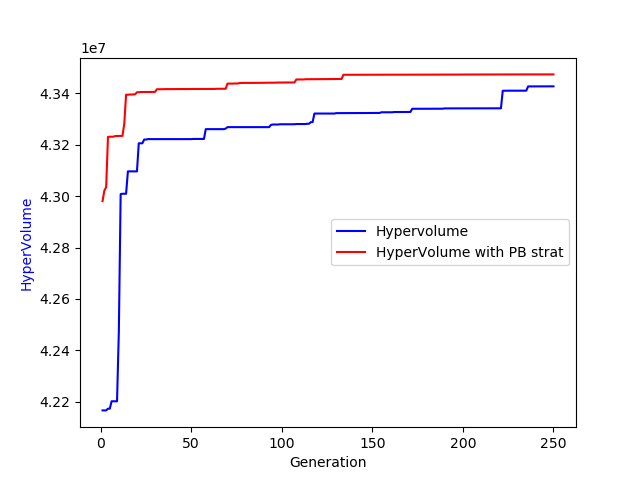 1e7
4.34
4.32
4.30
4.28
4.26
4.24
4.22
HyperVolume
Hypervolume
HyperVolume with PB strat
0 50 100 150 200 250
Generation